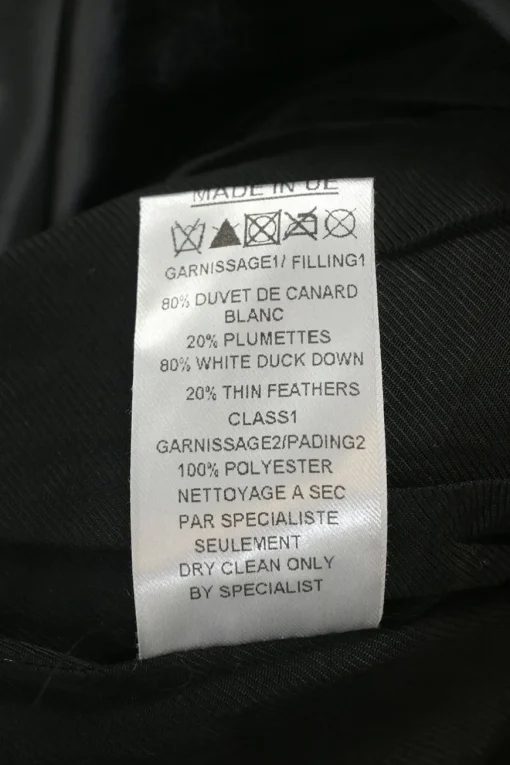 MADE IN UE
GARNISSAGE1/ FILLING1
80% DUVET DE CANARD
BLANC
20% PLUMETTES
80% WHITE DUCK DOWN
20% THIN FEATHERS
CLASS1
GARNISSAGE2/PADING2
100% POLYESTER
NETTOYAGE A SEC
PAR SPECIALISTE
SEULEMENT
DRY CLEAN ONLY
BY SPECIALIST